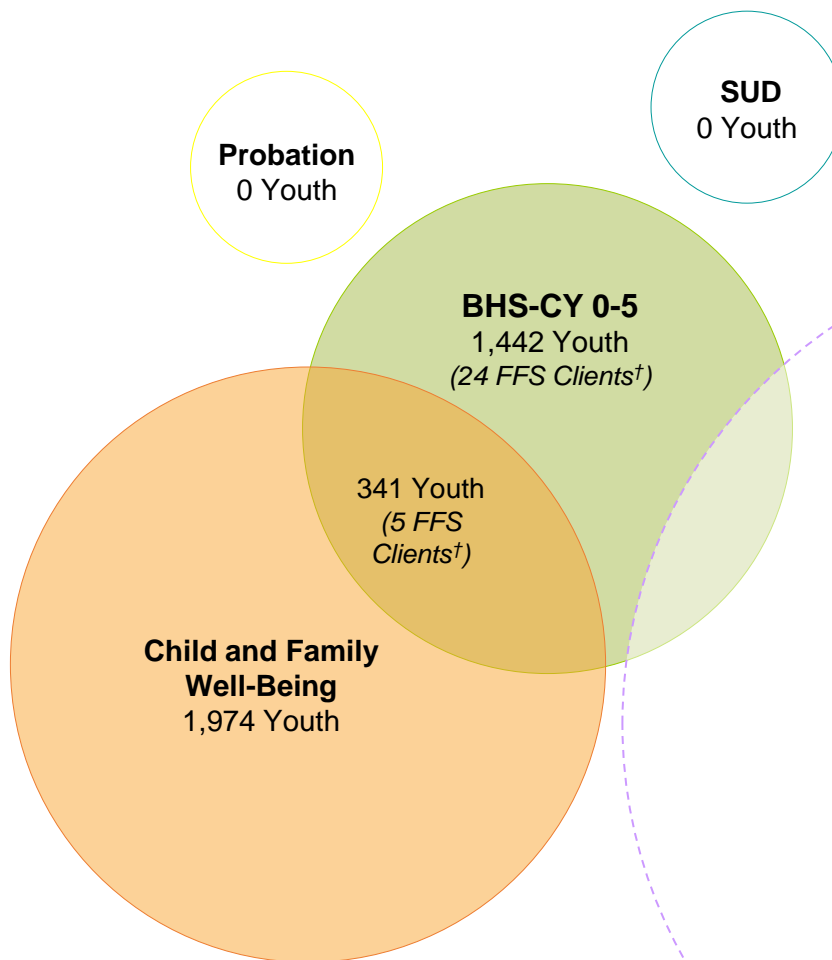 SUD
0 Youth
Probation
0 Youth
BHS-CY 0-5
1,442 Youth
(24 FFS Clients†)
341 Youth
(5 FFS
Clients†)
Child and Family
Well-Being
1,974 Youth